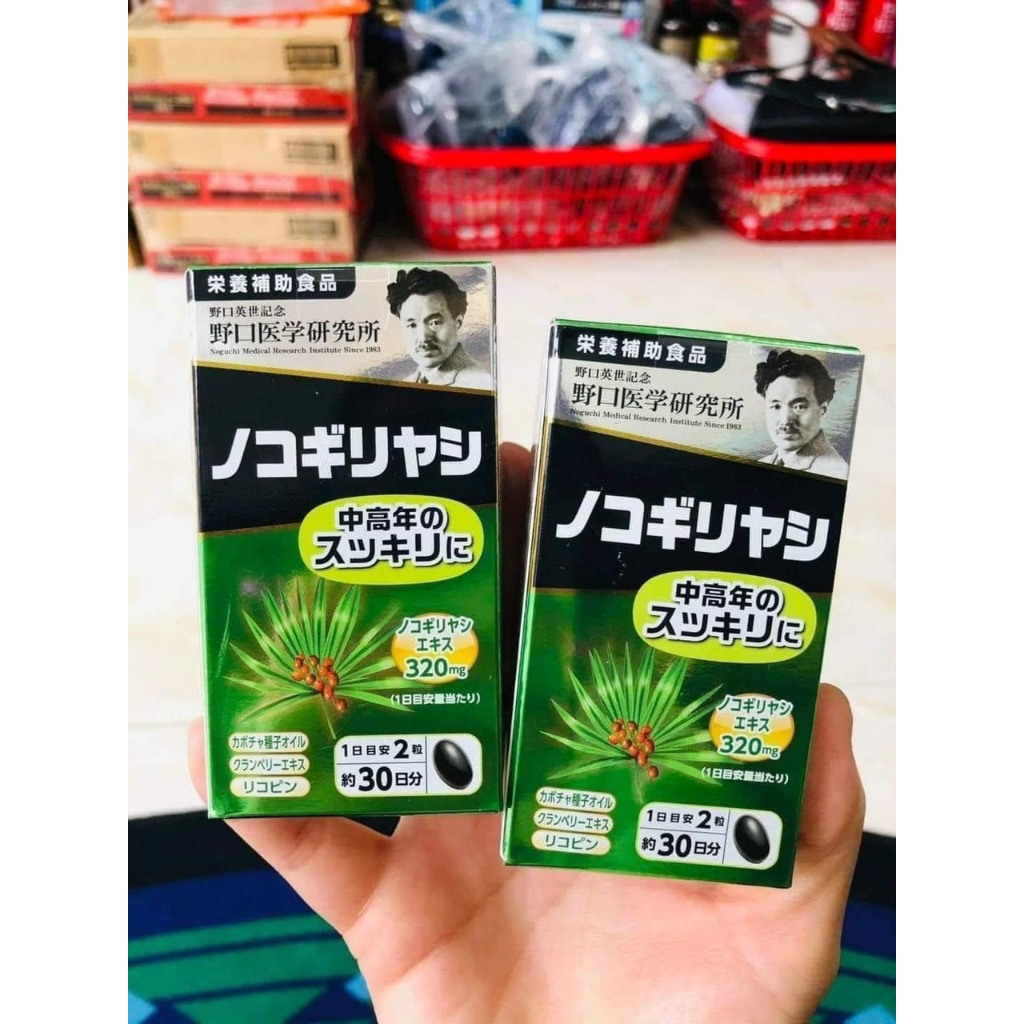 栄養補助食品
野口英世記念
野口医学研究所
Noguchi Medical Research Institute Since 1983
ノコギリヤシ
中高年の
スッキリに
ノコギリヤシ
エキス
320mg
(1日目安量当たり)
カボチャ種子オイル
クランベリーエキス
リコピン
1日目安2粒
約30日分
栄養補助食品
野口英世記念
野口医学研究所
Noguchi Medical Research Institute Since 1983
ノコギリヤシ
中高年の
スッキリに
ノコギリヤシ
エキス
320mg
(1日目安量当たり)
カボチャ種子オイル
クランベリーエキス
リコピン
1日目安2粒
約30日分